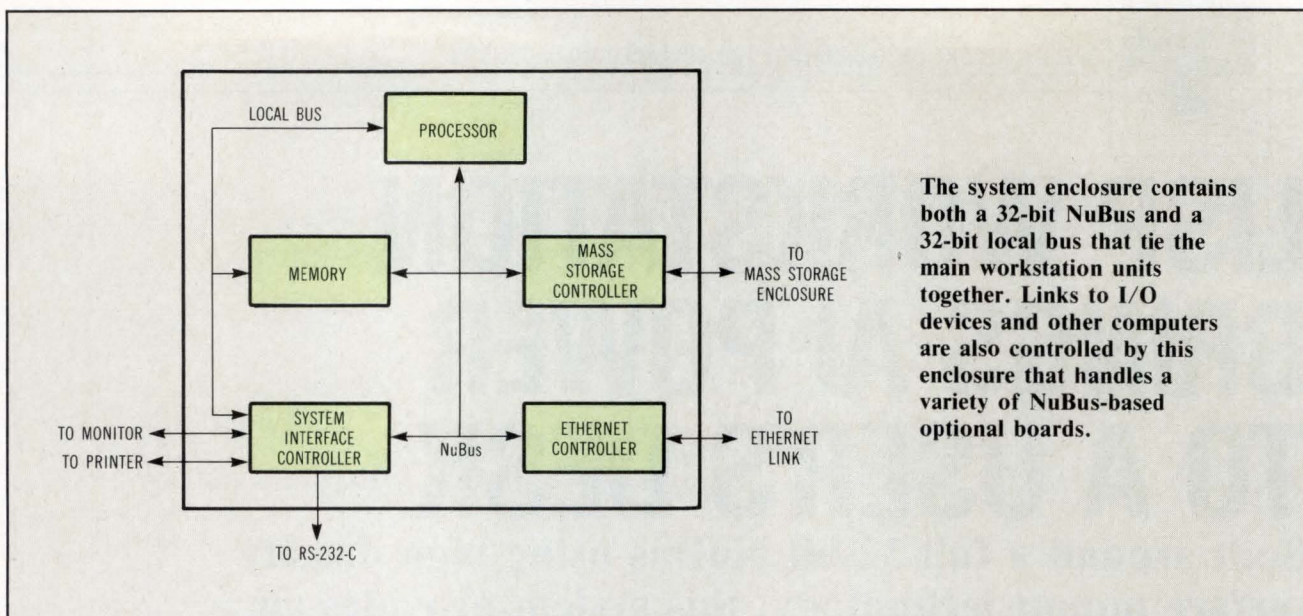 LOCAL BUS
PROCESSOR
MEMORY
MASS
STORAGE
CONTROLLER
TO
MASS STORAGE
ENCLOSURE
SYSTEM
INTERFACE
CONTROLLER
NuBus
ETHERNET
CONTROLLER
TO
ETHERNET
LINK
TO MONITOR
TO PRINTER
TO RS-232-C
The system enclosure contains
both a 32-bit NuBus and a
32-bit local bus that tie the
main workstation units
together. Links to I/O
devices and other computers
are also controlled by this
enclosure that handles a
variety of NuBus-based
optional boards.